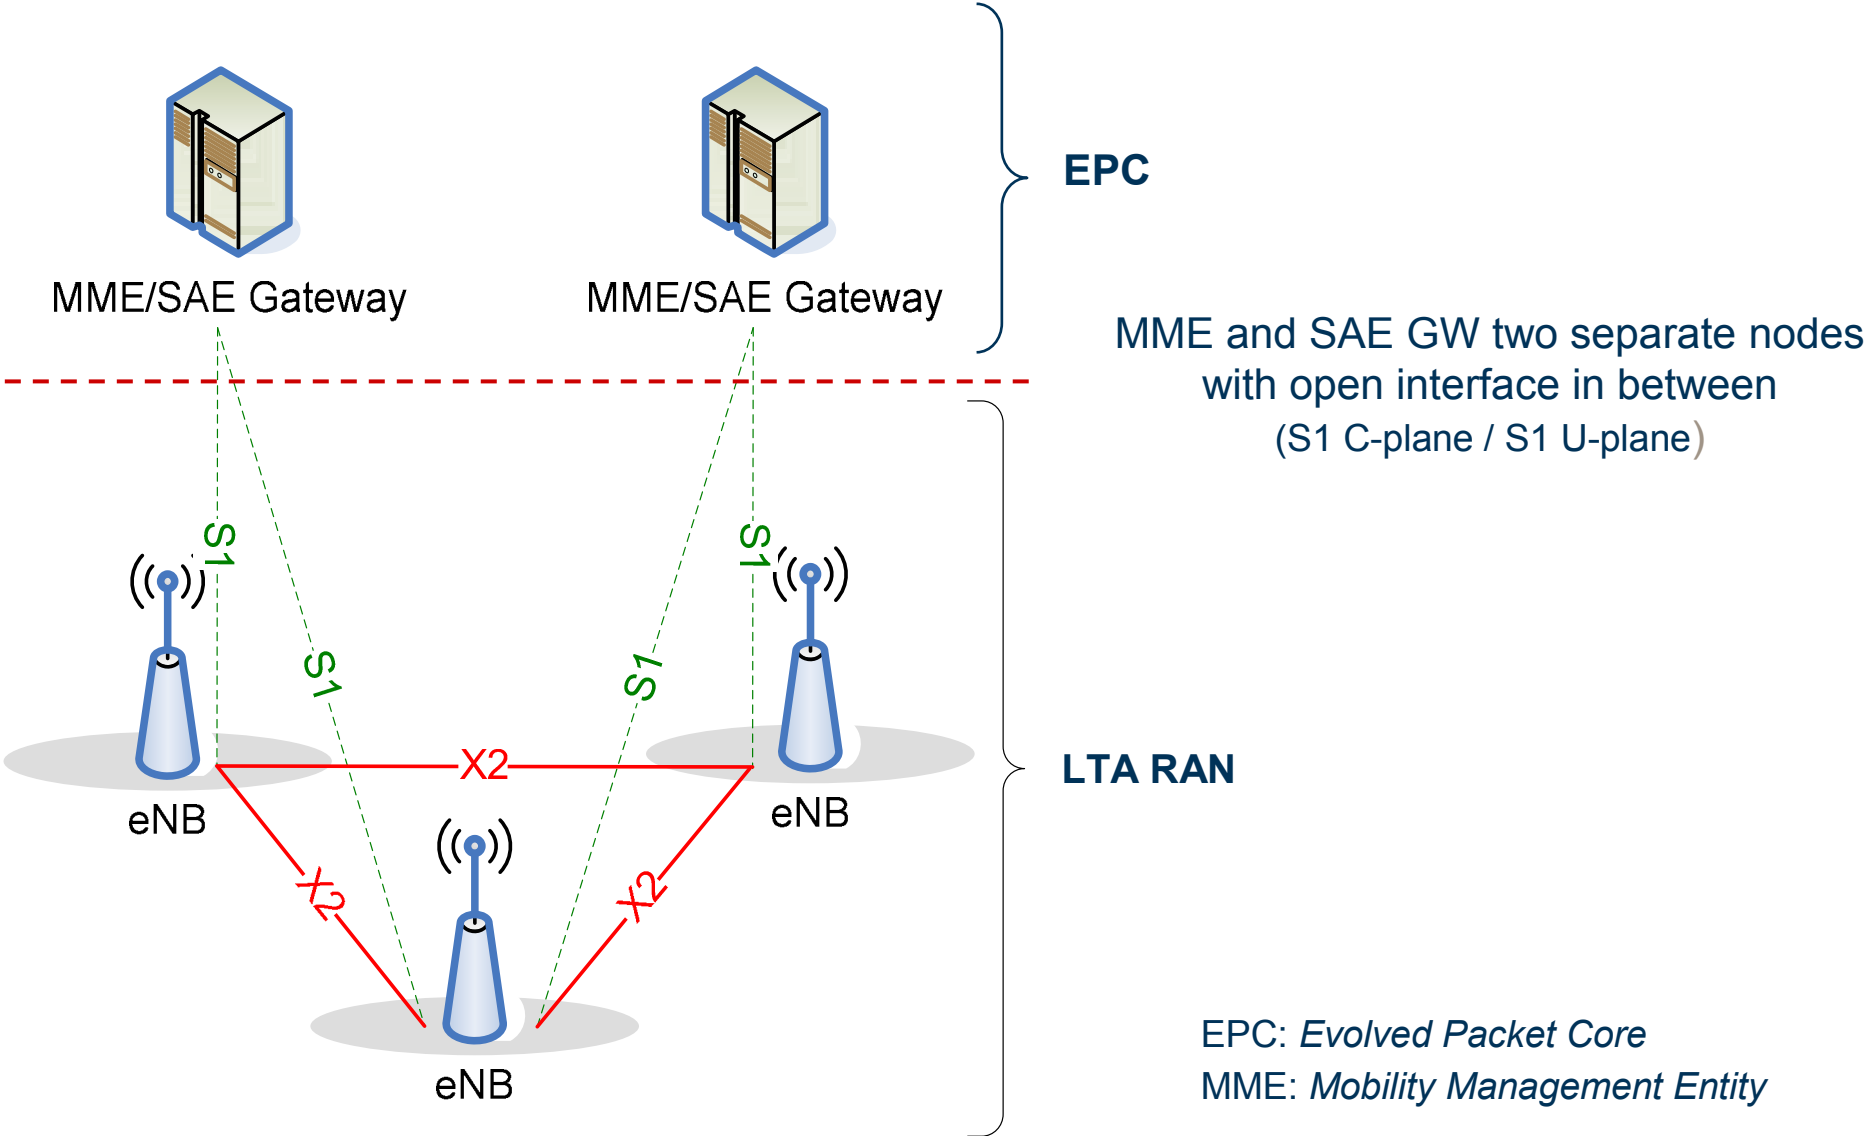 EPC
MME/SAE Gateway
MME/SAE Gateway
MME and SAE GW two separate nodes
with open interface in between
(S1 C-plane / S1 U-plane)
S1
S1
S1
S1
X2
LTA RAN
eNB
eNB
X2
X2
eNB
EPC: Evolved Packet Core
MME: Mobility Management Entity